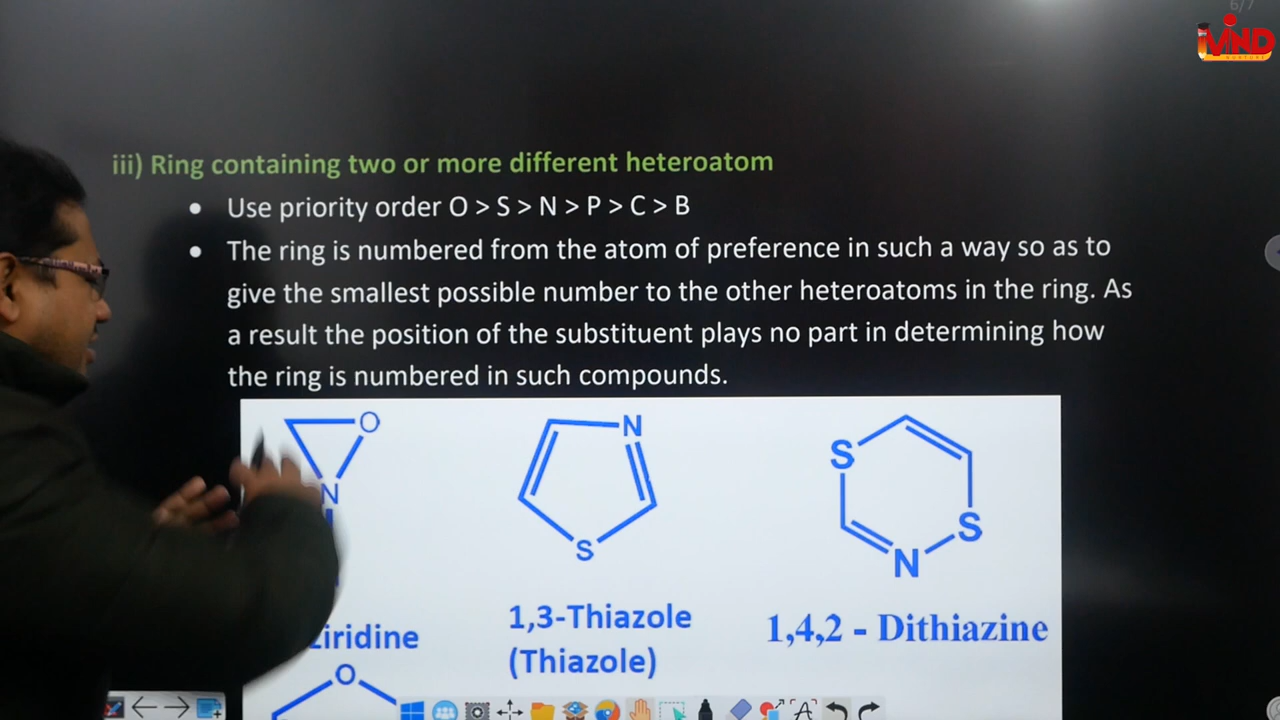 6/7
iii) Ring containing two or more different heteroatom
• Use priority order O > S > N > P > C > B
• The ring is numbered from the atom of preference in such a way so as to
give the smallest possible number to the other heteroatoms in the ring. As
a result the position of the substituent plays no part in determining how
the ring is numbered in such compounds.
O
N
N
S
S
S
N
1,3-Thiazole
(Thiazole)
1,4,2 - Dithiazine
iridine
O